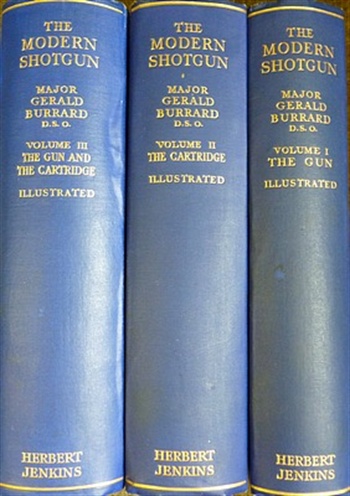 THE
MODERN
SHOTGUN
MAJOR
GERALD
BURRARD
D.S.O.
VOLUME III
THE GUN AND
THE CARTRIDGE
ILLUSTRATED
HERBERT
JENKINS
THE
MODERN
SHOTGUN
MAJOR
GERALD
BURRARD
D.S.O.
VOLUME II
THE CARTRIDGE
ILLUSTRATED
HERBERT
JENKINS
THE
MODERN
SHOTGUN
MAJOR
GERALD
BURRARD
D.S.O.
VOLUME I
THE GUN
ILLUSTRATED
HERBERT
JENKINS